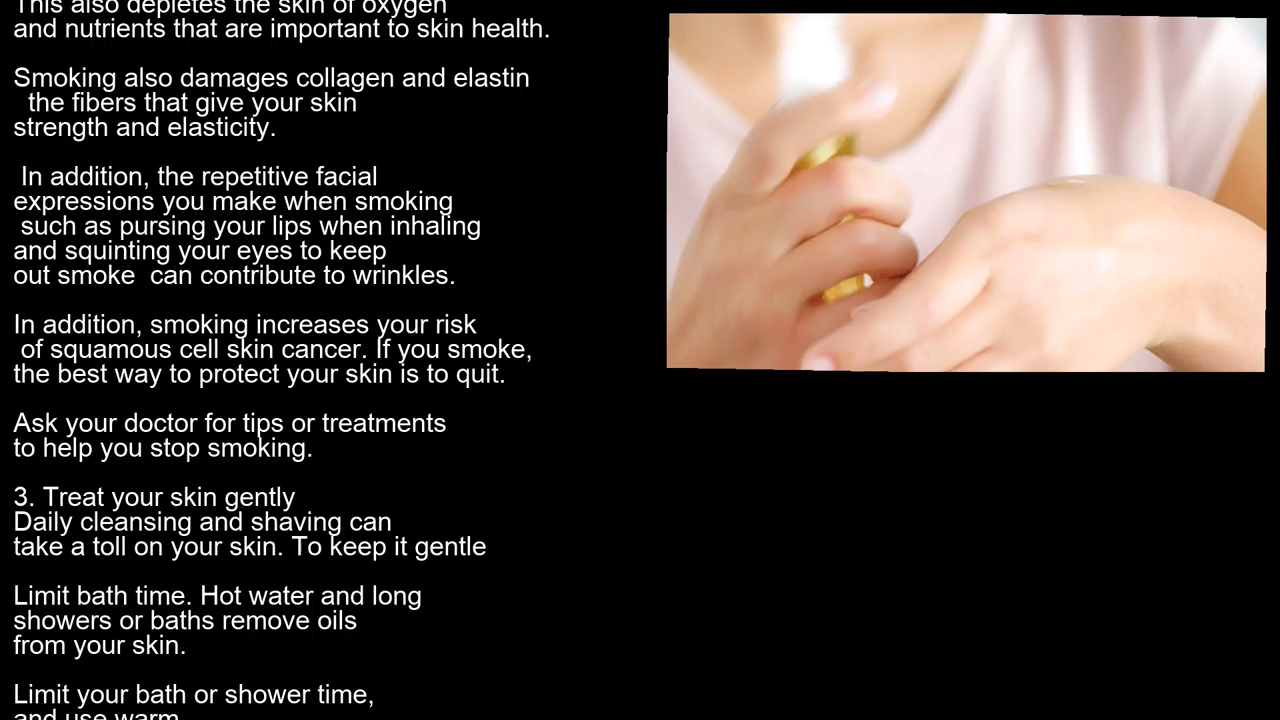 This also depletes the skin of oxygen
and nutrients that are important to skin health.
Smoking also damages collagen and elastin
the fibers that give your skin
strength and elasticity.
In addition, the repetitive facial
expressions you make when smoking
such as pursing your lips when inhaling
and squinting your eyes to keep
out smoke  can contribute to wrinkles.
In addition, smoking increases your risk
of squamous cell skin cancer. If you smoke,
the best way to protect your skin is to quit.
Ask your doctor for tips or treatments
to help you stop smoking.
3. Treat your skin gently
Daily cleansing and shaving can
take a toll on your skin. To keep it gentle
Limit bath time. Hot water and long
showers or baths remove oils
from your skin.
Limit your bath or shower time,
and use warm